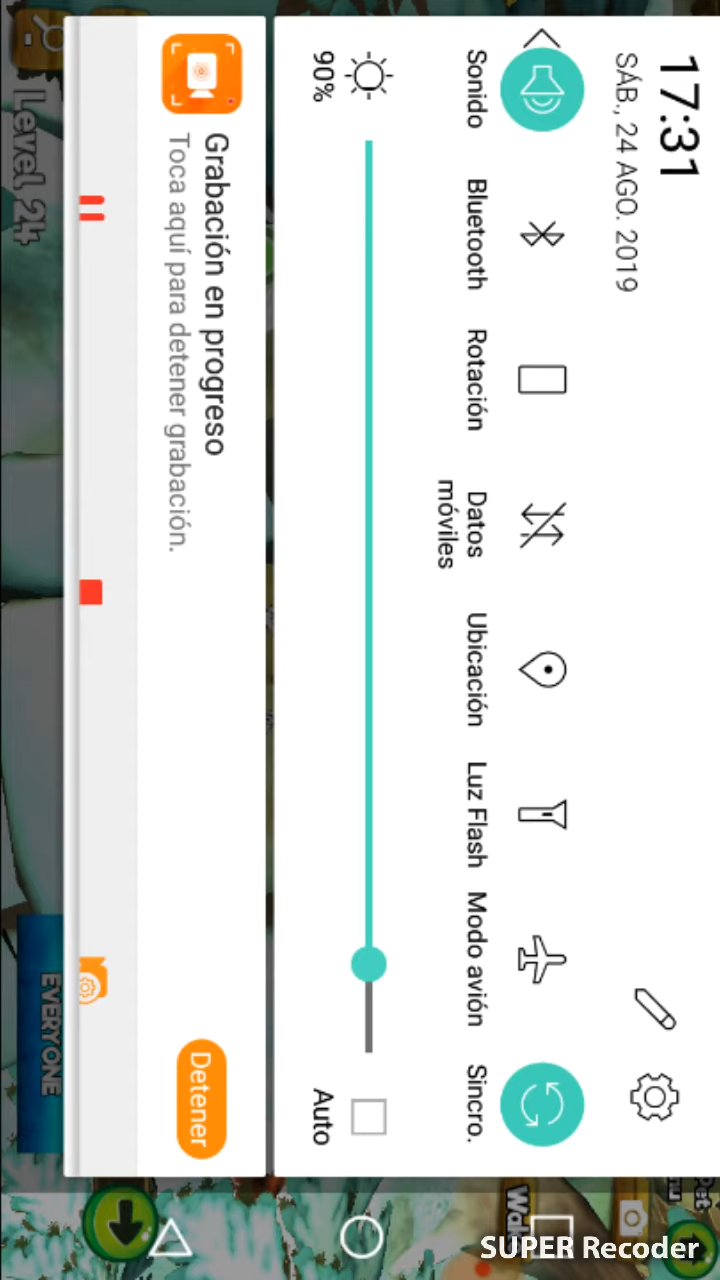 17:31
SÁB., 24 AGO. 2019
Sonido
Bluetooth
Rotación
Datos
móviles
Ubicación
Luz Flash
Modo avión
Sincro.
90%
Auto
Grabación en progreso
Toca aquí para detener grabación.
Detener
Level 24
EVERYONE
SUPER Recoder